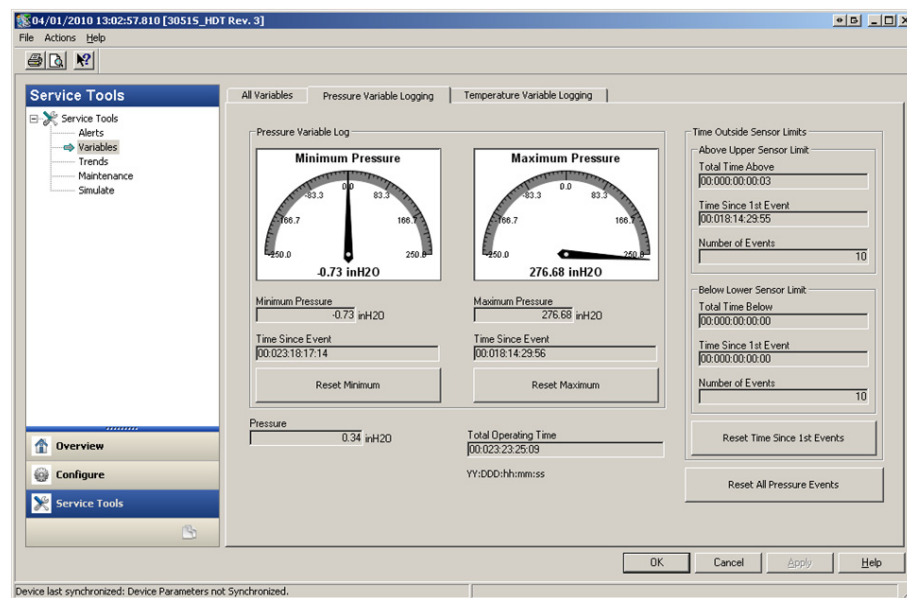 04/01/2010 13:02:57.810 [3051S_HDT Rev. 3]
File Actions Help
Service Tools
Service Tools
Alerts
Variables
Trends
Maintenance
Simulate
Overview
Configure
Service Tools
All Variables Pressure Variable Logging Temperature Variable Logging
Pressure Variable Log
Minimum Pressure
-250.0 -166.7 -83.3 0.0 83.3 166.7 250.0
-0.73 inH2O
Minimum Pressure
-0.73 inH2O
Time Since Event
00:023:18:17:14
Reset Minimum
Maximum Pressure
-250.0 -166.7 -83.3 0.0 83.3 166.7 250.0
276.68 inH2O
Maximum Pressure
276.68 inH2O
Time Since Event
00:018:14:29:56
Reset Maximum
Pressure
0.34 inH2O
Total Operating Time
00:023:23:25:09
YY:DDD:hh:mm:ss
Time Outside Sensor Limits
Above Upper Sensor Limit
Total Time Above
00:000:00:00:03
Time Since 1st Event
00:018:14:29:55
Number of Events
10
Below Lower Sensor Limit
Total Time Below
00:000:00:00:00
Time Since 1st Event
00:000:00:00:00
Number of Events
10
Reset Time Since 1st Events
Reset All Pressure Events
OK Cancel Apply Help
Device last synchronized: Device Parameters not Synchronized.